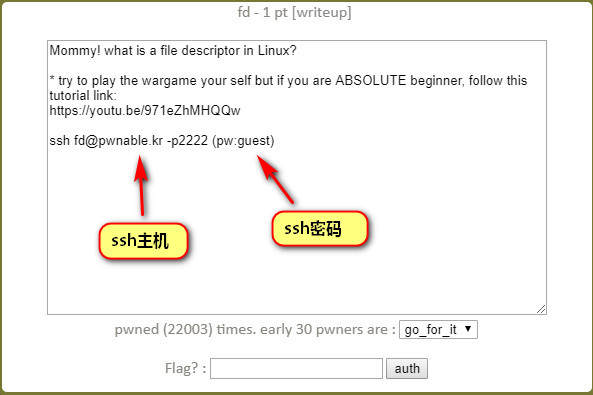 fd - 1 pt [writeup]
Mommy! what is a file descriptor in Linux?
* try to play the wargame your self but if you are ABSOLUTE beginner, follow this
tutorial link:
https://youtu.be/971eZhMHQQw
ssh fd@pwnable.kr -p2222 (pw:guest)
ssh主机
ssh密码
pwned (22003) times. early 30 pwners are : go_for_it
Flag? : auth